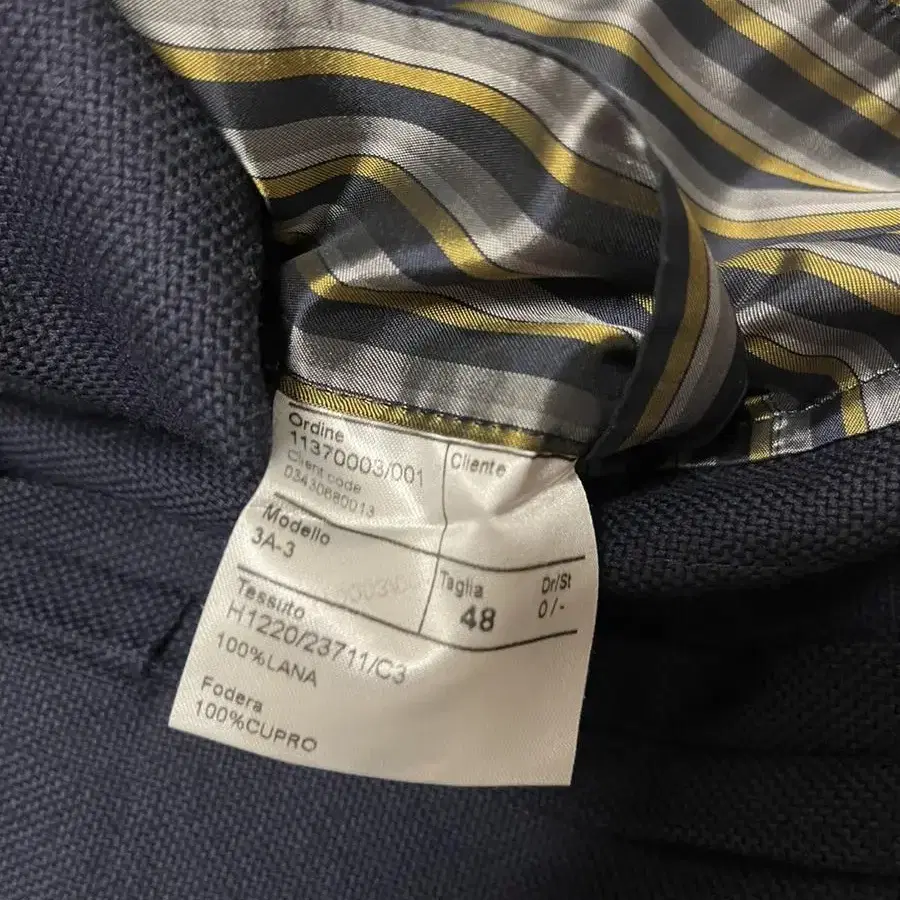 Ordine
11370003/001
Client code
03430680013
Cliente
Modello
3A-3
Taglia
48
Dr/St
0/-
Tessuto
H1220/23711/C3
100%LANA
Fodera
100%CUPRO